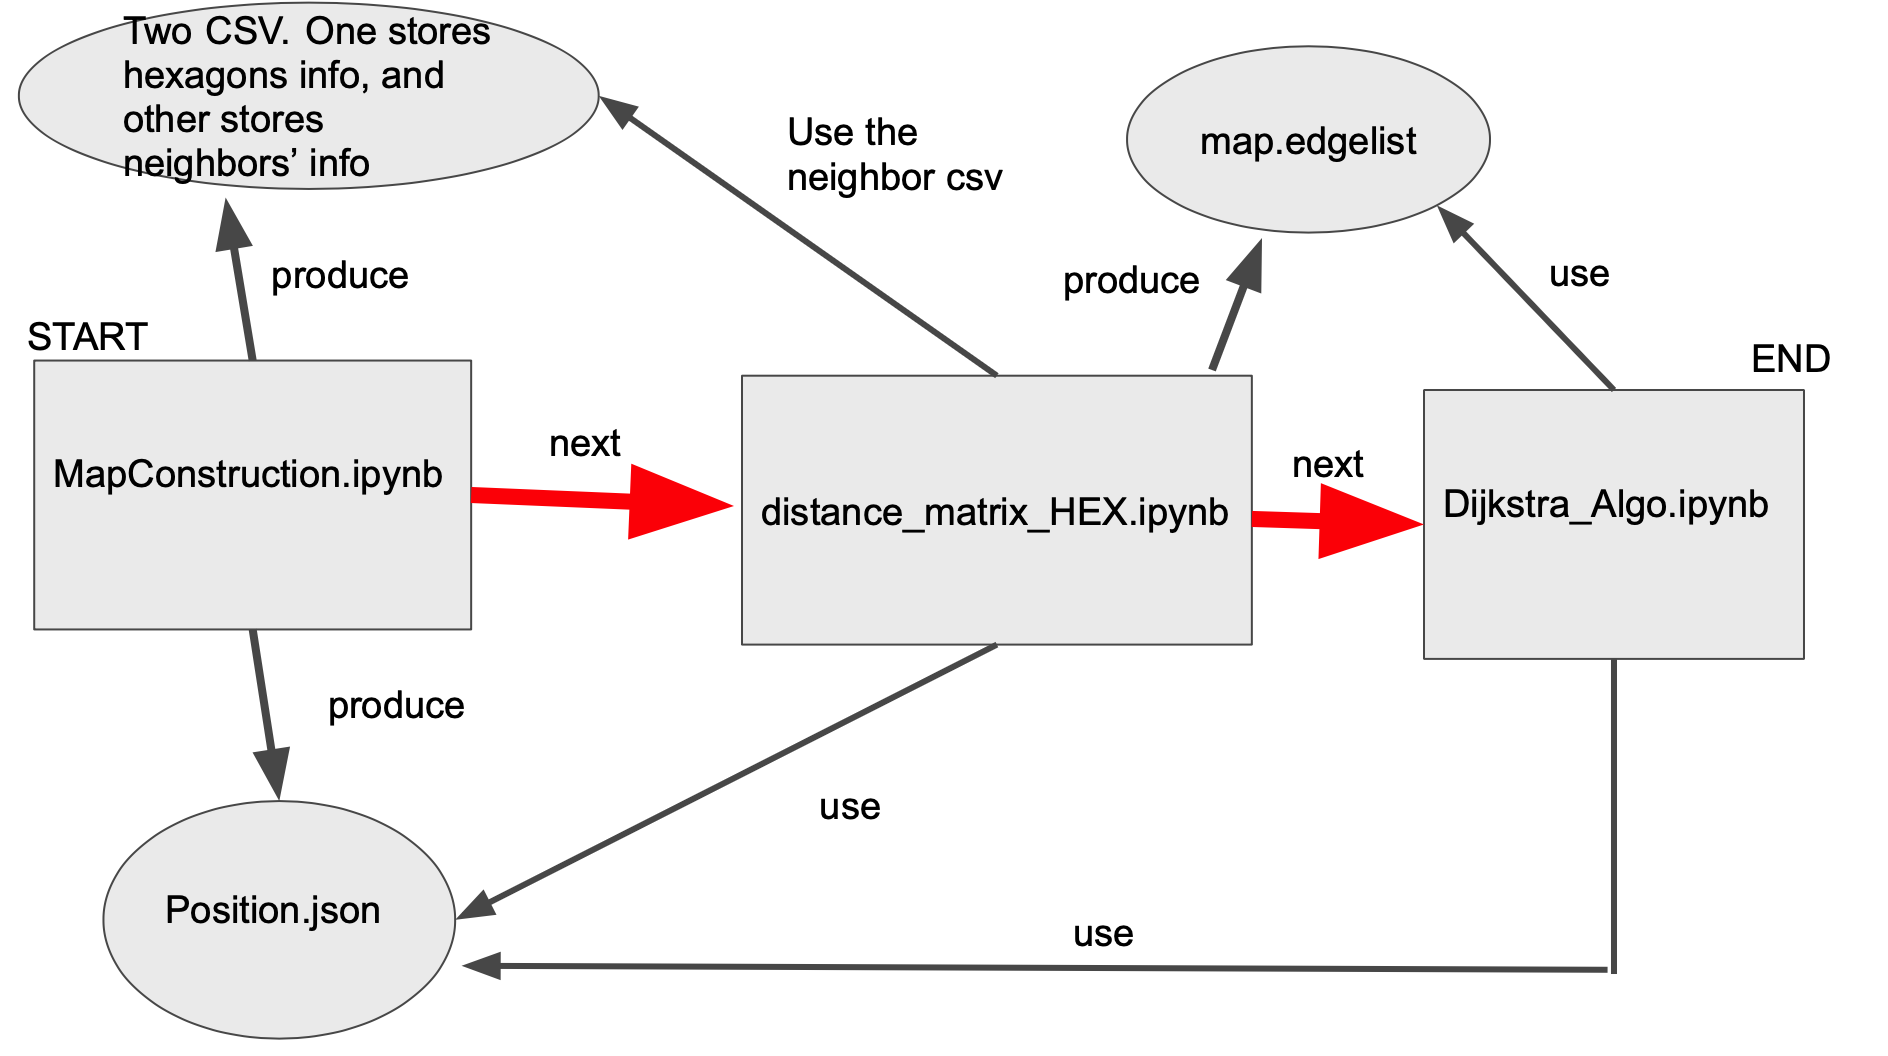 Two CSV. One stores
hexagons info, and
other stores
neighbors’ info
Use the
neighbor csv
map.edgelist
produce
produce
use
START
END
next
next
MapConstruction.ipynb
distance_matrix_HEX.ipynb
Dijkstra_Algo.ipynb
produce
use
Position.json
use